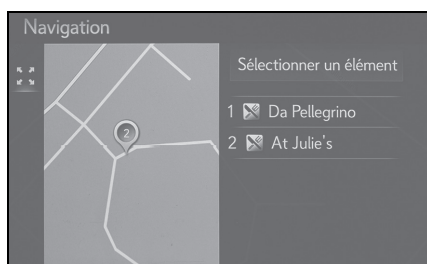 Navigation
Sélectionner un élément
1 Da Pellegrino
2 At Julie's
2